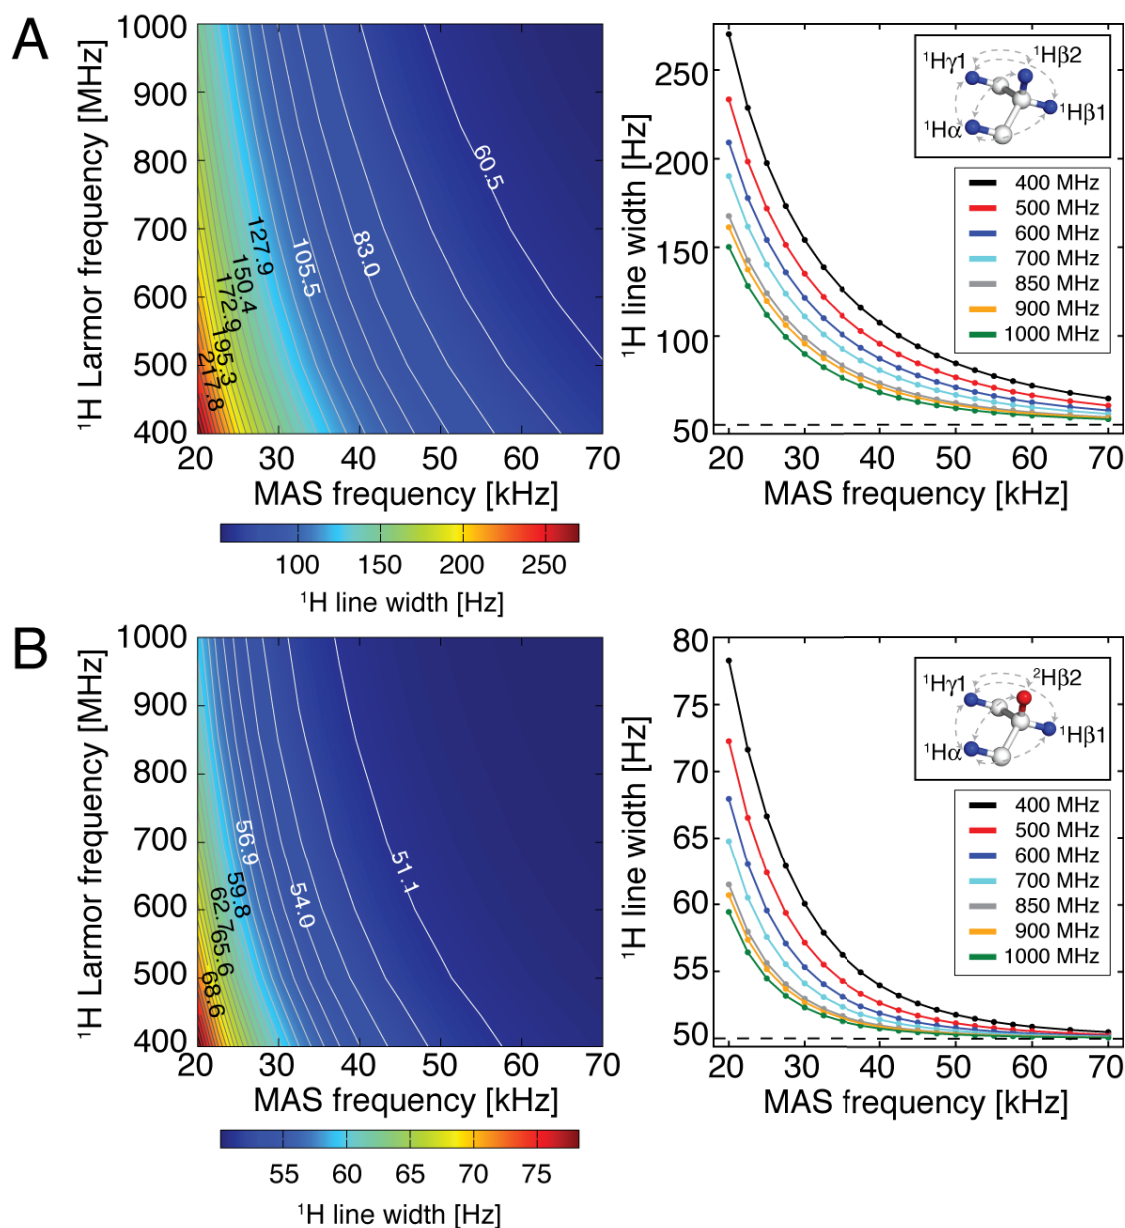 A
¹H Larmor frequency [MHz]
1000
900
800
700
600
500
400
217.8
195.3
172.9
150.4
127.9
105.5
83.0
60.5
20 30 40 50 60 70
MAS frequency [kHz]
100 150 200 250
¹H line width [Hz]
¹H line width [Hz]
250
200
150
100
50
¹Hγ1 ¹Hβ2
¹Hβ1
¹Hα
400 MHz
500 MHz
600 MHz
700 MHz
850 MHz
900 MHz
1000 MHz
20 30 40 50 60 70
MAS frequency [kHz]
B
¹H Larmor frequency [MHz]
1000
900
800
700
600
500
400
68.6
65.6
62.7
59.8
56.9
54.0
51.1
20 30 40 50 60 70
MAS frequency [kHz]
55 60 65 70 75
¹H line width [Hz]
¹H line width [Hz]
80
75
70
65
60
55
50
¹Hγ1 ²Hβ2
¹Hβ1
¹Hα
400 MHz
500 MHz
600 MHz
700 MHz
850 MHz
900 MHz
1000 MHz
20 30 40 50 60 70
MAS frequency [kHz]